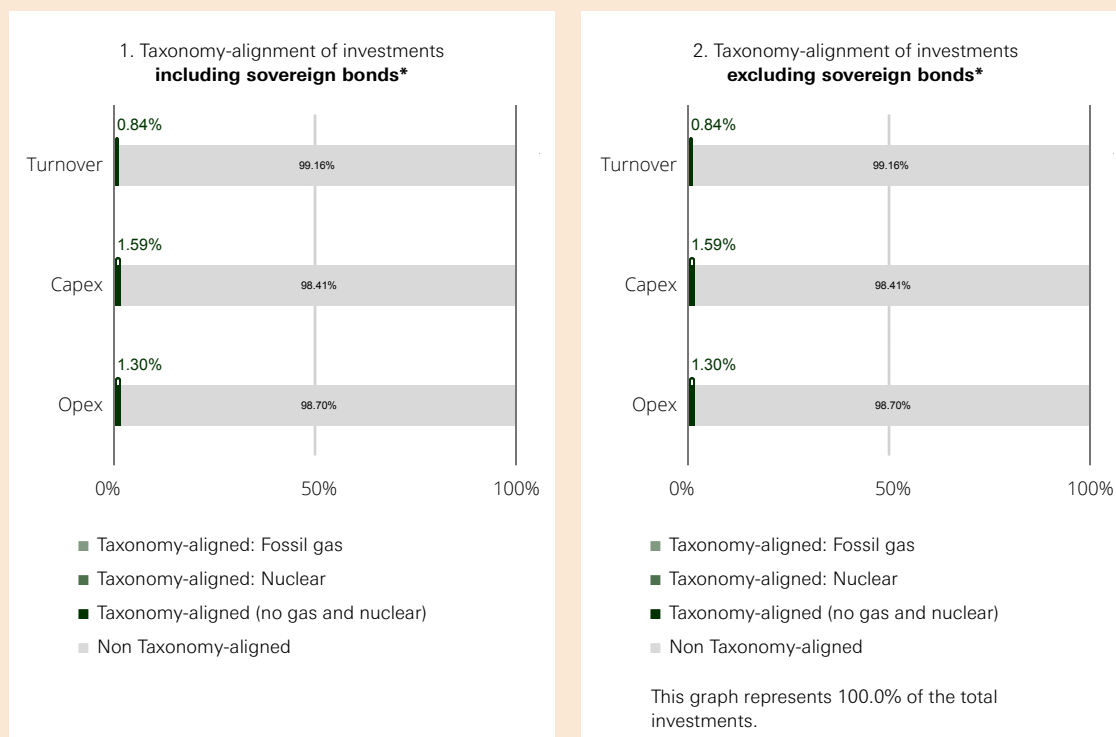 1. Taxonomy-alignment of investments
including sovereign bonds*
0.84%
Turnover
99.16%
1.59%
Capex
98.41%
1.30%
Opex
98.70%
0%
50%
100%
Taxonomy-aligned: Fossil gas
Taxonomy-aligned: Nuclear
Taxonomy-aligned (no gas and nuclear)
Non Taxonomy-aligned
2. Taxonomy-alignment of investments
excluding sovereign bonds*
0.84%
Turnover
99.16%
1.59%
Capex
98.41%
1.30%
Opex
98.70%
0%
50%
100%
Taxonomy-aligned: Fossil gas
Taxonomy-aligned: Nuclear
Taxonomy-aligned (no gas and nuclear)
Non Taxonomy-aligned
This graph represents 100.0% of the total
investments.